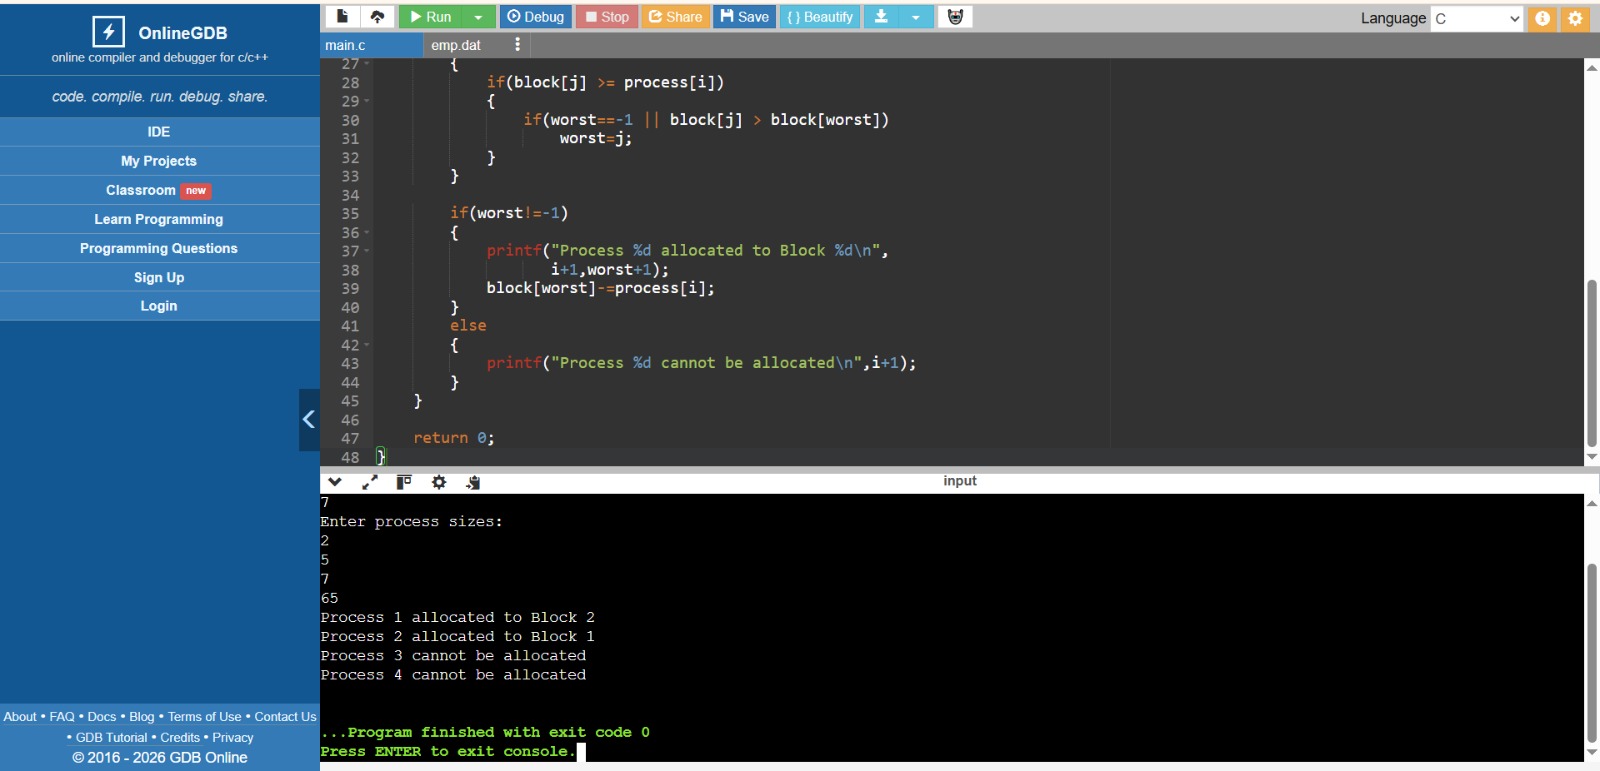 OnlineGDB
online compiler and debugger for c/c++
code. compile. run. debug. share.
IDE
My Projects
Classroom new
Learn Programming
Programming Questions
Sign Up
Login
About • FAQ • Docs • Blog • Terms of Use • Contact Us
• GDB Tutorial • Credits • Privacy
© 2016 - 2026 GDB Online
Run Debug Stop Share Save { } Beautify Language C
main.c emp.dat
27 {
28 if(block[j] >= process[i])
29 {
30 if(worst==-1 || block[j] > block[worst])
31 worst=j;
32 }
33 }
34
35 if(worst!=-1)
36 {
37 printf("Process %d allocated to Block %d\n",
38 i+1,worst+1);
39 block[worst]-=process[i];
40 }
41 else
42 {
43 printf("Process %d cannot be allocated\n",i+1);
44 }
45 }
46
47 return 0;
48 }
input
7
Enter process sizes:
2
5
7
65
Process 1 allocated to Block 2
Process 2 allocated to Block 1
Process 3 cannot be allocated
Process 4 cannot be allocated
...Program finished with exit code 0
Press ENTER to exit console.